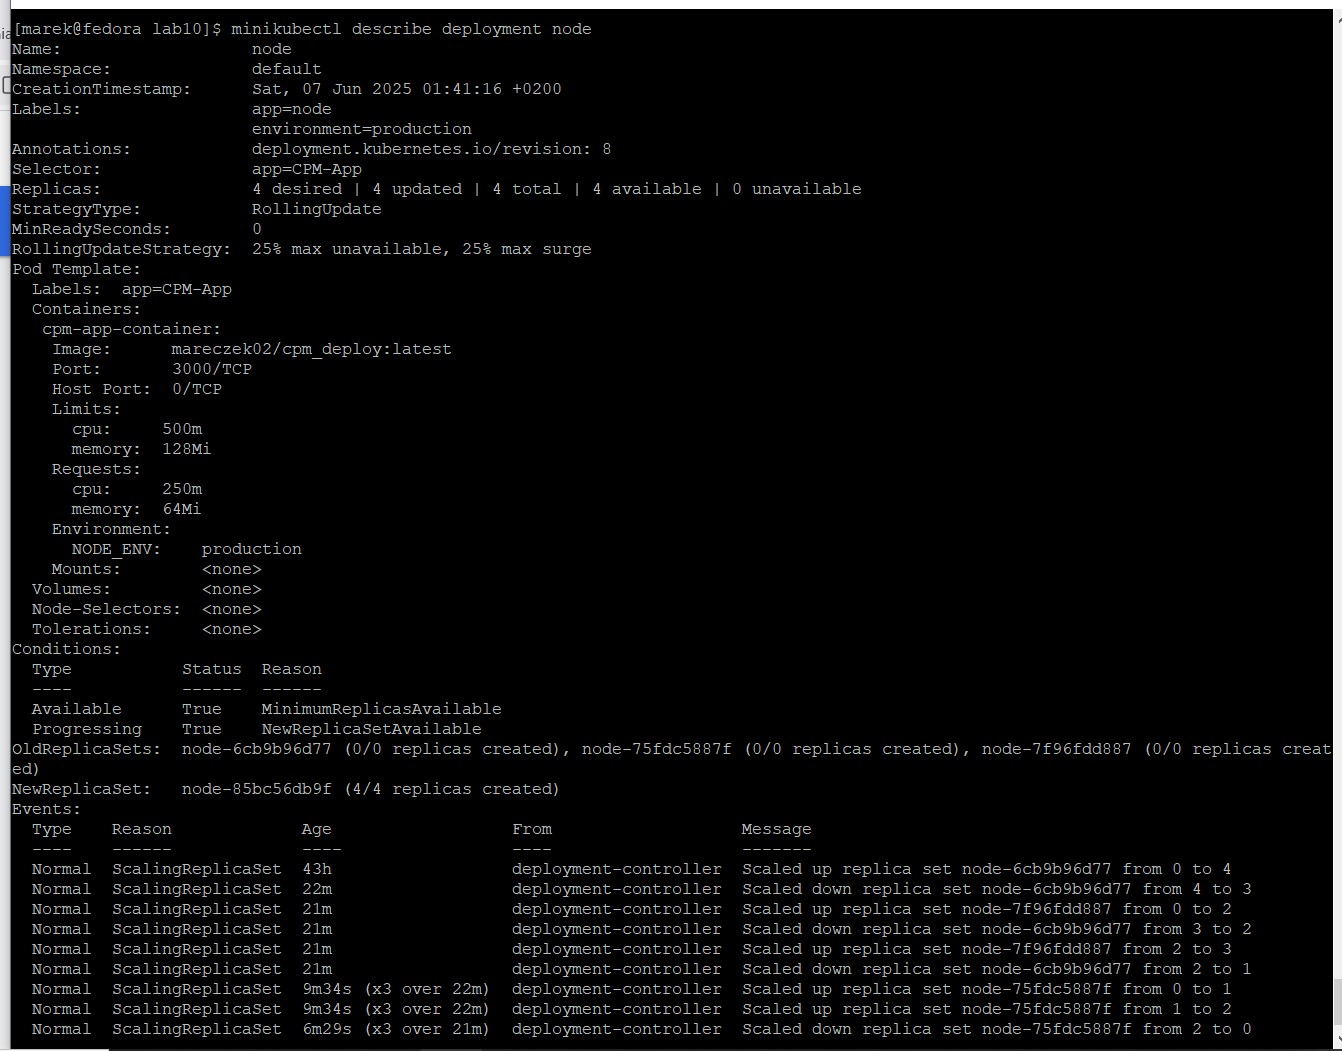 [marek@fedora lab10]$ minikubectl describe deployment node
Name:                   node
Namespace:              default
CreationTimestamp:      Sat, 07 Jun 2025 01:41:16 +0200
Labels:                 app=node
                        environment=production
Annotations:            deployment.kubernetes.io/revision: 8
Selector:               app=CPM-App
Replicas:               4 desired | 4 updated | 4 total | 4 available | 0 unavailable
StrategyType:           RollingUpdate
MinReadySeconds:        0
RollingUpdateStrategy:  25% max unavailable, 25% max surge
Pod Template:
  Labels:  app=CPM-App
  Containers:
   cpm-app-container:
    Image:      mareczek02/cpm_deploy:latest
    Port:       3000/TCP
    Host Port:  0/TCP
    Limits:
      cpu:     500m
      memory:  128Mi
    Requests:
      cpu:     250m
      memory:  64Mi
    Environment:
      NODE_ENV:    production
    Mounts:        <none>
  Volumes:         <none>
  Node-Selectors:  <none>
  Tolerations:     <none>
Conditions:
  Type           Status  Reason
  ----           ------  ------
  Available      True    MinimumReplicasAvailable
  Progressing    True    NewReplicaSetAvailable
OldReplicaSets:  node-6cb9b96d77 (0/0 replicas created), node-75fdc5887f (0/0 replicas created), node-7f96fdd887 (0/0 replicas creat
ed)
NewReplicaSet:   node-85bc56db9f (4/4 replicas created)
Events:
  Type    Reason             Age                  From                   Message
  ----    ------             ----                 ----                   -------
  Normal  ScalingReplicaSet  43h                  deployment-controller  Scaled up replica set node-6cb9b96d77 from 0 to 4
  Normal  ScalingReplicaSet  22m                  deployment-controller  Scaled down replica set node-6cb9b96d77 from 4 to 3
  Normal  ScalingReplicaSet  21m                  deployment-controller  Scaled up replica set node-7f96fdd887 from 0 to 2
  Normal  ScalingReplicaSet  21m                  deployment-controller  Scaled down replica set node-6cb9b96d77 from 3 to 2
  Normal  ScalingReplicaSet  21m                  deployment-controller  Scaled up replica set node-7f96fdd887 from 2 to 3
  Normal  ScalingReplicaSet  21m                  deployment-controller  Scaled down replica set node-6cb9b96d77 from 2 to 1
  Normal  ScalingReplicaSet  9m34s (x3 over 22m)  deployment-controller  Scaled up replica set node-75fdc5887f from 0 to 1
  Normal  ScalingReplicaSet  9m34s (x3 over 22m)  deployment-controller  Scaled up replica set node-75fdc5887f from 1 to 2
  Normal  ScalingReplicaSet  6m29s (x3 over 21m)  deployment-controller  Scaled down replica set node-75fdc5887f from 2 to 0